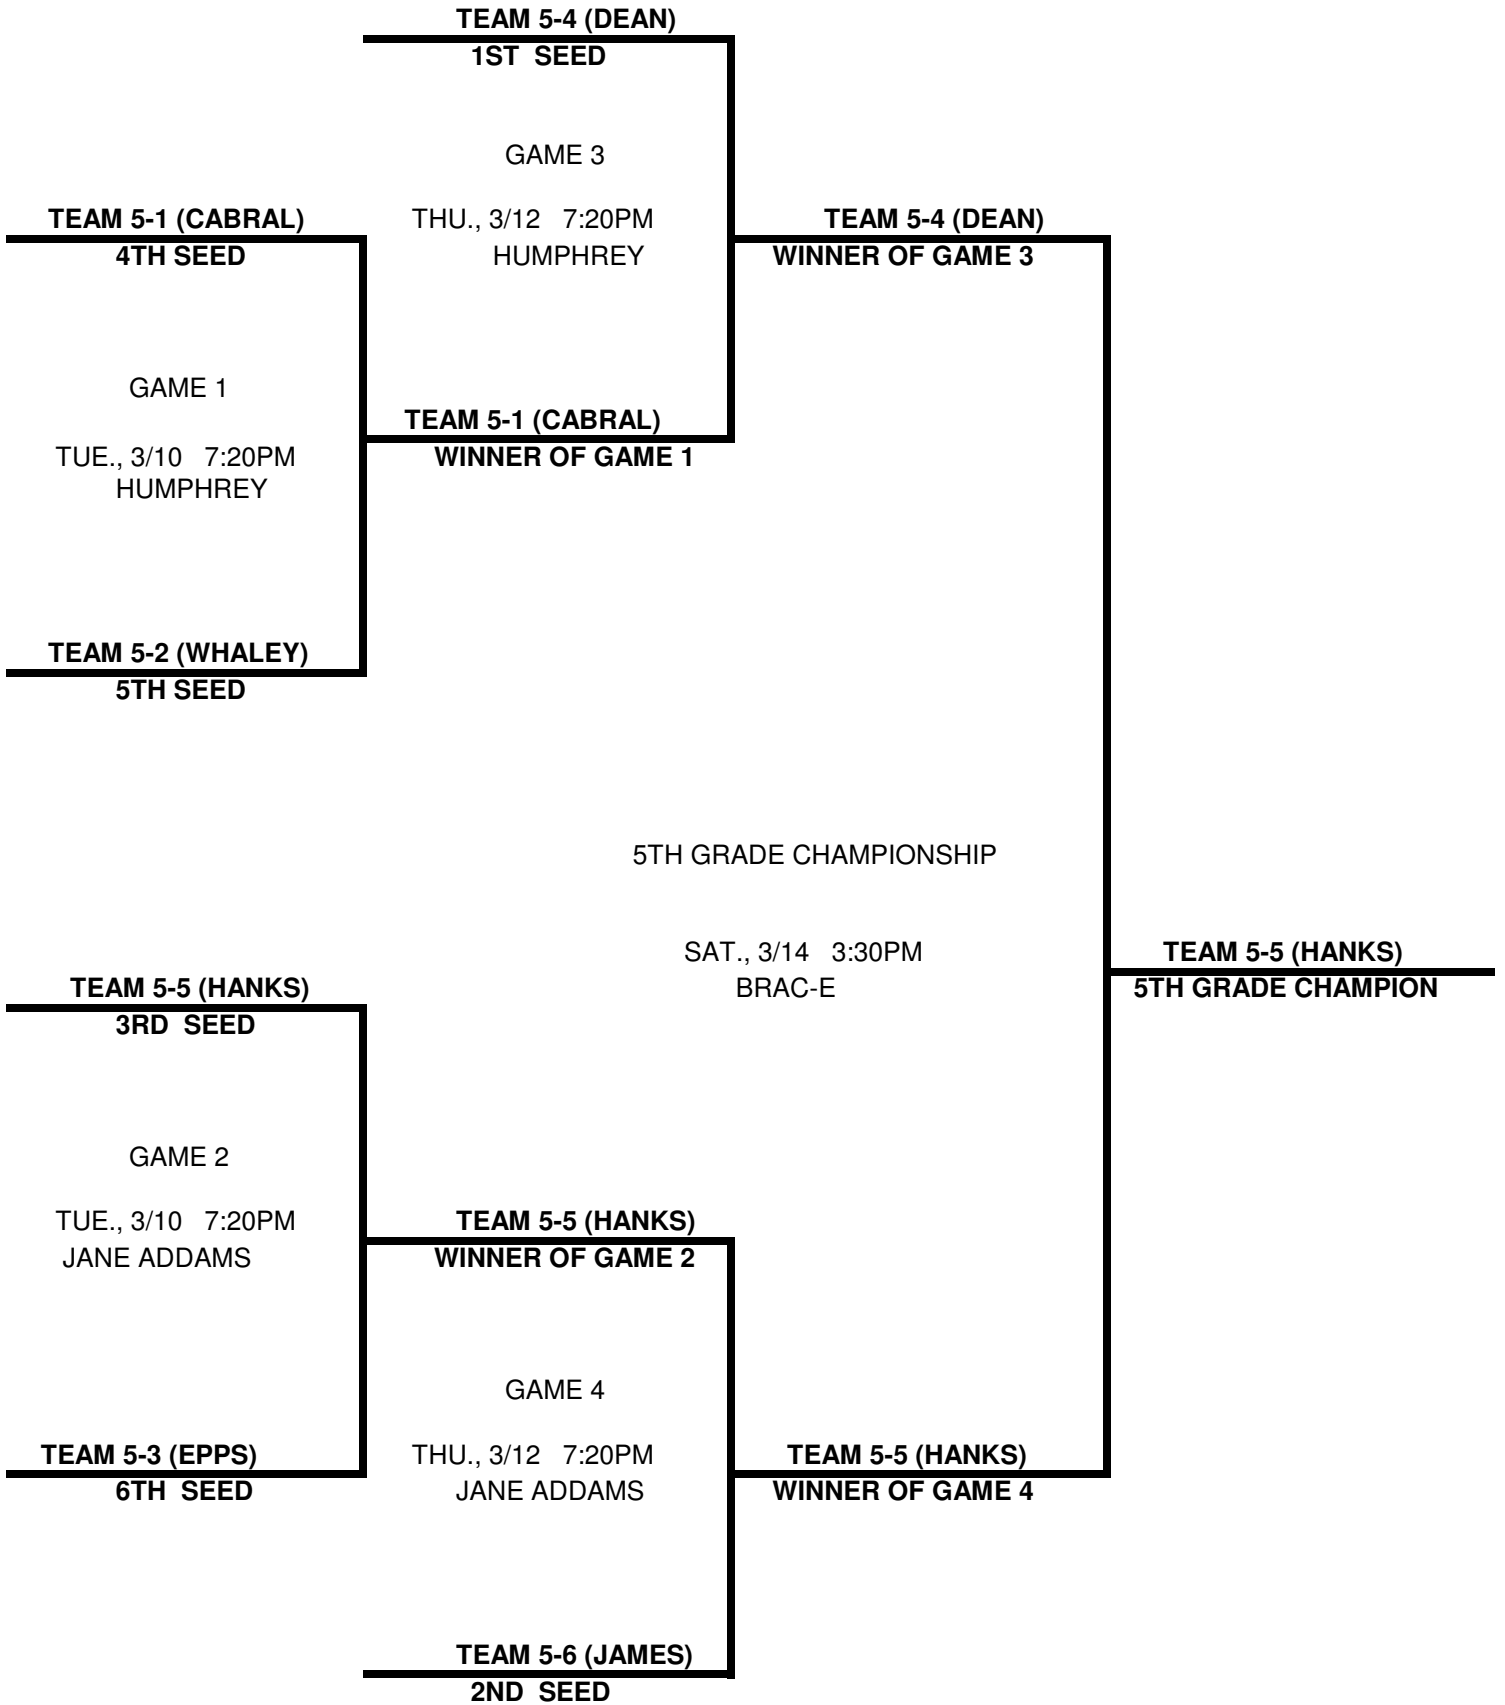 TEAM 5-4 (DEAN)
1ST SEED
GAME 3
THU., 3/12 7:20PM
HUMPHREY
TEAM 5-1 (CABRAL)
4TH SEED
GAME 1
TUE., 3/10 7:20PM
HUMPHREY
TEAM 5-2 (WHALEY)
5TH SEED
TEAM 5-1 (CABRAL)
WINNER OF GAME 1
TEAM 5-4 (DEAN)
WINNER OF GAME 3
5TH GRADE CHAMPIONSHIP
SAT., 3/14 3:30PM
BRAC-E
TEAM 5-5 (HANKS)
5TH GRADE CHAMPION
TEAM 5-5 (HANKS)
3RD SEED
GAME 2
TUE., 3/10 7:20PM
JANE ADDAMS
TEAM 5-3 (EPPS)
6TH SEED
TEAM 5-5 (HANKS)
WINNER OF GAME 2
GAME 4
THU., 3/12 7:20PM
JANE ADDAMS
TEAM 5-5 (HANKS)
WINNER OF GAME 4
TEAM 5-6 (JAMES)
2ND SEED